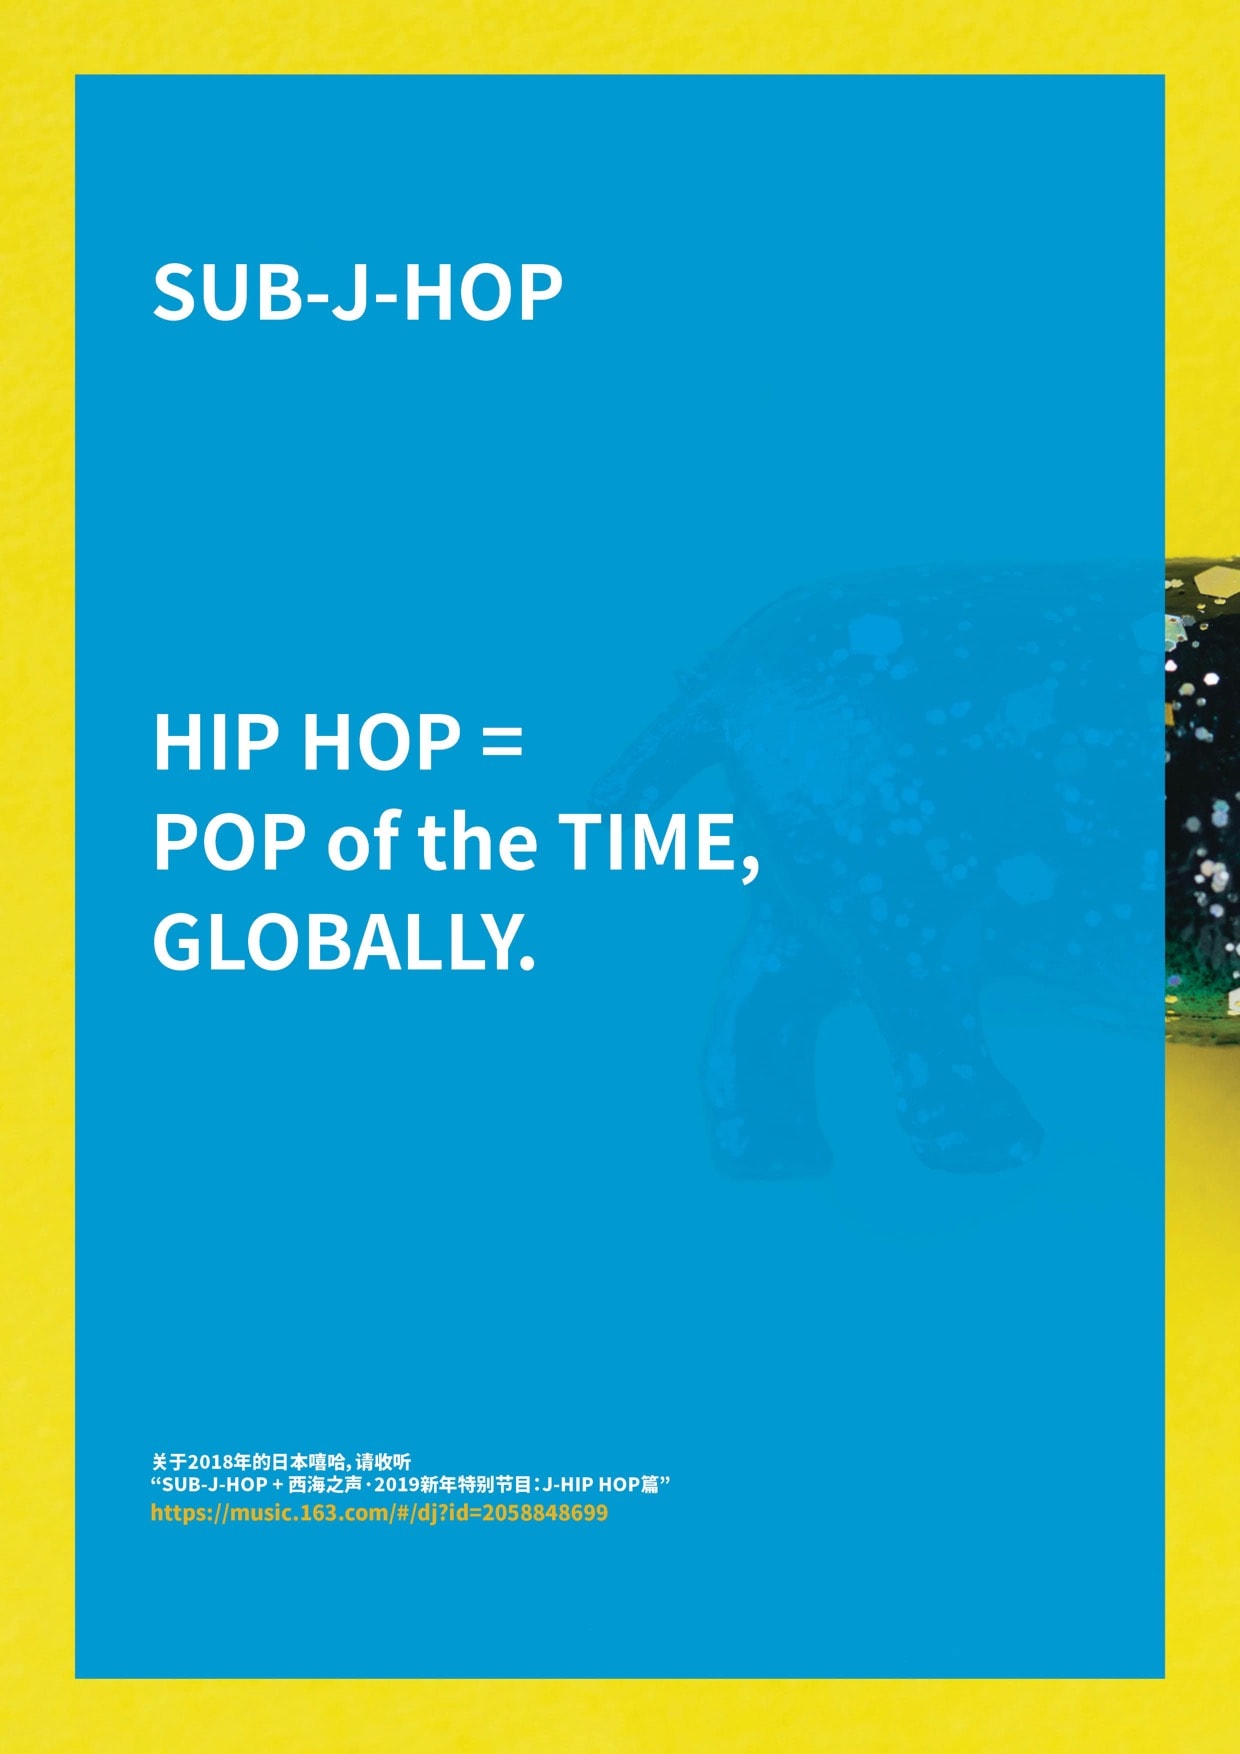 SUB-J-HOP
HIP HOP =
POP of the TIME,
GLOBALLY.
关于2018年的日本嘻哈，请收听
“SUB-J-HOP + 西海之声·2019新年特别节目：J-HIP HOP篇”
https://music.163.com/#/dj?id=2058848699